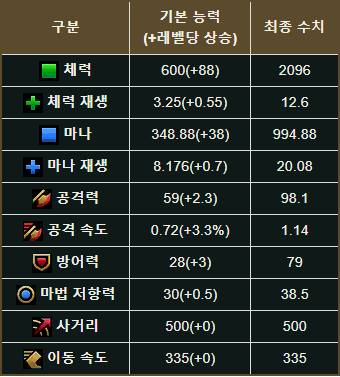 구분 기본 능력 (+레벨당 상승) 최종 수치
체력 600(+88) 2096
체력 재생 3.25(+0.55) 12.6
마나 348.88(+38) 994.88
마나 재생 8.176(+0.7) 20.08
공격력 59(+2.3) 98.1
공격 속도 0.72(+3.3%) 1.14
방어력 28(+3) 79
마법 저항력 30(+0.5) 38.5
사거리 500(+0) 500
이동 속도 335(+0) 335